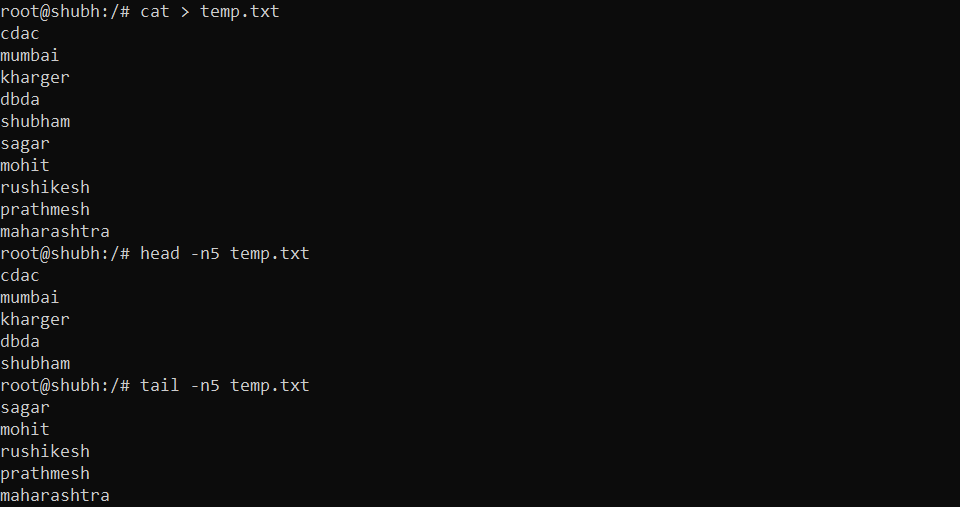 root@shubh:/# cat > temp.txt
cdac
mumbai
kharger
dbda
shubham
sagar
mohit
rushikesh
prathmesh
maharashtra
root@shubh:/# head -n5 temp.txt
cdac
mumbai
kharger
dbda
shubham
root@shubh:/# tail -n5 temp.txt
sagar
mohit
rushikesh
prathmesh
maharashtra